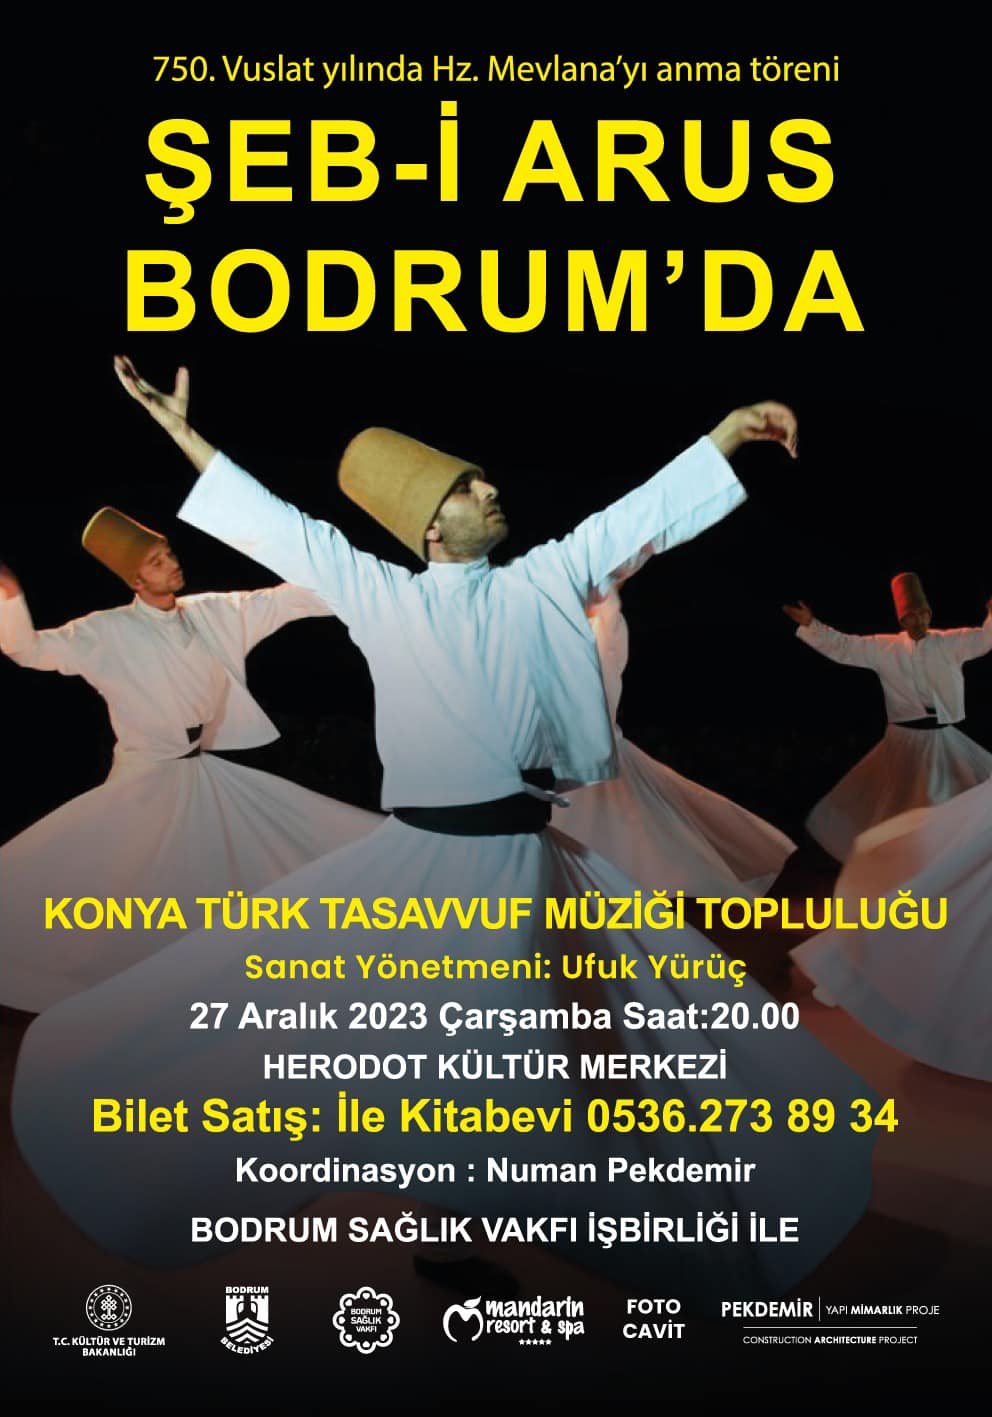 750. Vuslat yılında Hz. Mevlana'yı anma töreni
ŞEB-İ ARUS
BODRUM'DA
KONYA TÜRK TASAVVUF MÜZİĞİ TOPLULUĞU
Sanat Yönetmeni: Ufuk Yürüç
27 Aralık 2023 Çarşamba Saat:20.00
HERODOT KÜLTÜR MERKEZİ
Bilet Satış: İle Kitabevi 0536.273 89 34
Koordinasyon : Numan Pekdemir
BODRUM SAĞLIK VAKFI İŞBİRLİĞİ İLE
T.C. KÜLTÜR VE TURİZM
BAKANLIĞI
BODRUM
BELEDİYESİ
BODRUM
SAĞLIK
VAKFI
mandarin
resort & spa
FOTO
CAVİT
PEKDEMİR YAPI MİMARLIK PROJE
CONSTRUCTION ARCHITECTURE PROJECT